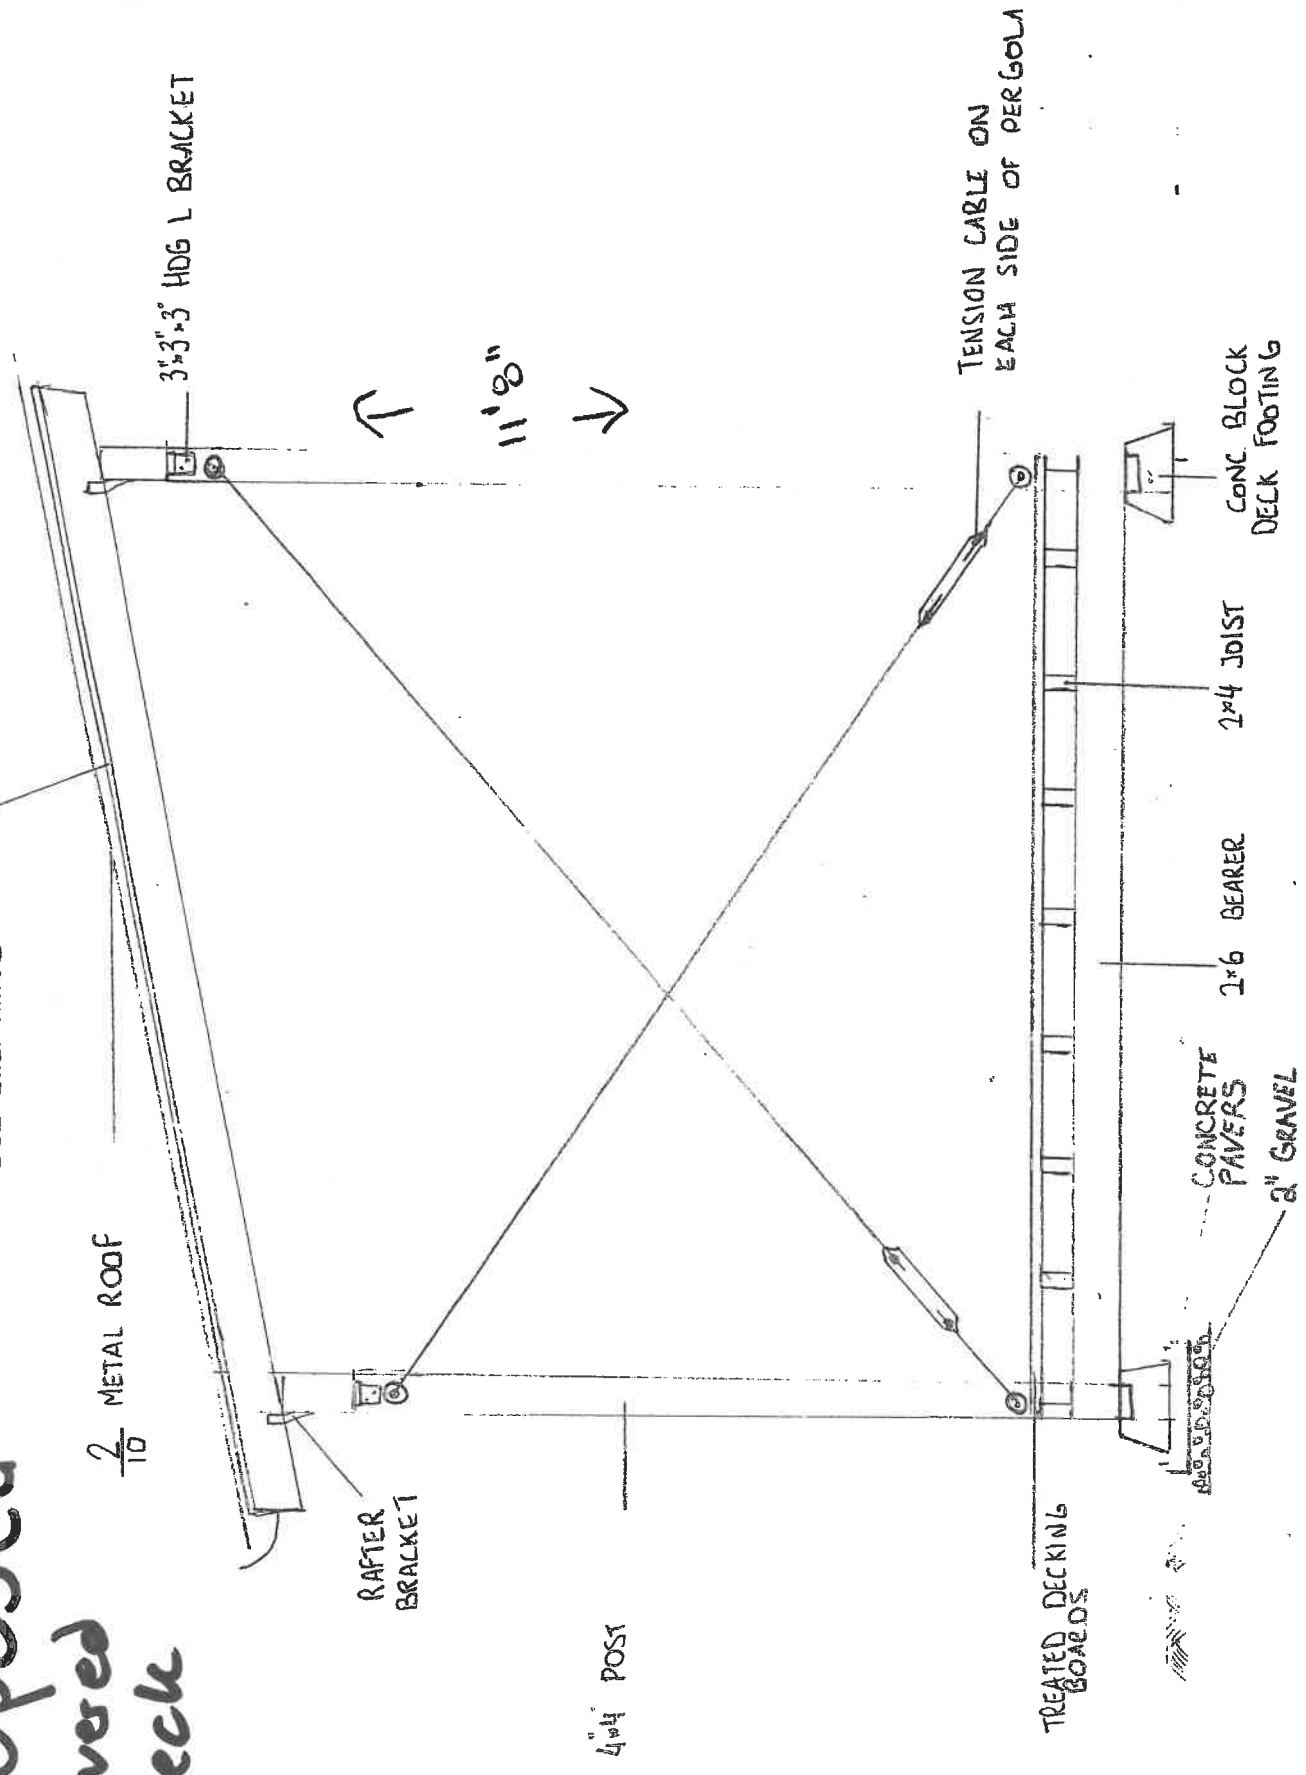 vered
eck
2/10 METAL ROOF
3"x3"x3" HDG L BRACKET
RAFTER
BRACKET
11'8"
4"x4" POST
TENSION CABLE ON
EACH SIDE OF PERGOLA
TREATED DECKING
BOARDS
CONCRETE
PAVERS
2" GRAVEL
2x6 BEARER
2x4 JOIST
CONC. BLOCK
DECK FOOTING